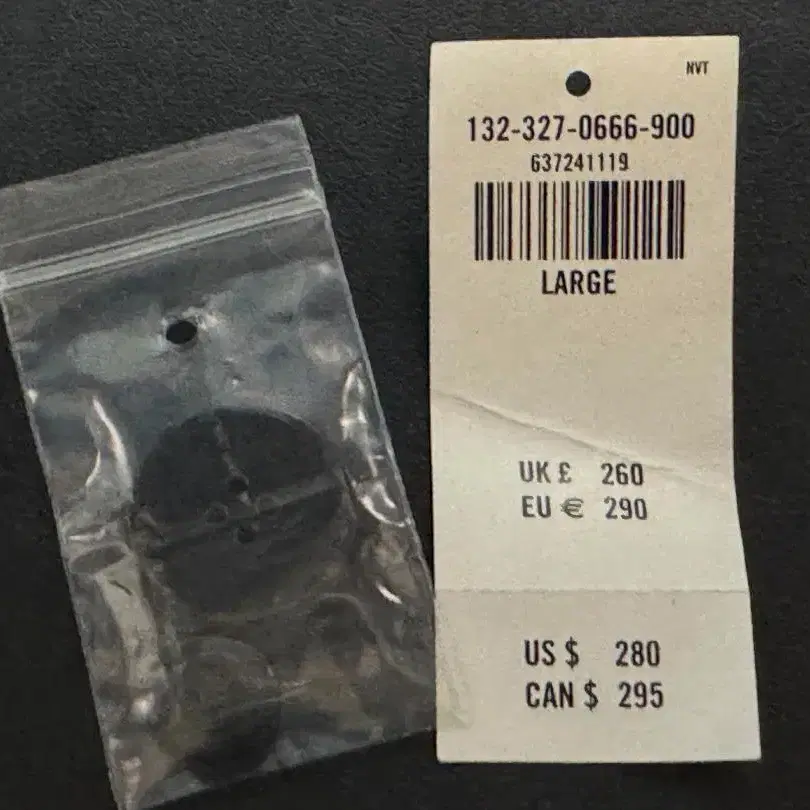 NVT
132-327-0666-900
637241119
LARGE
UK £ 260
EU € 290
US $ 280
CAN $ 295